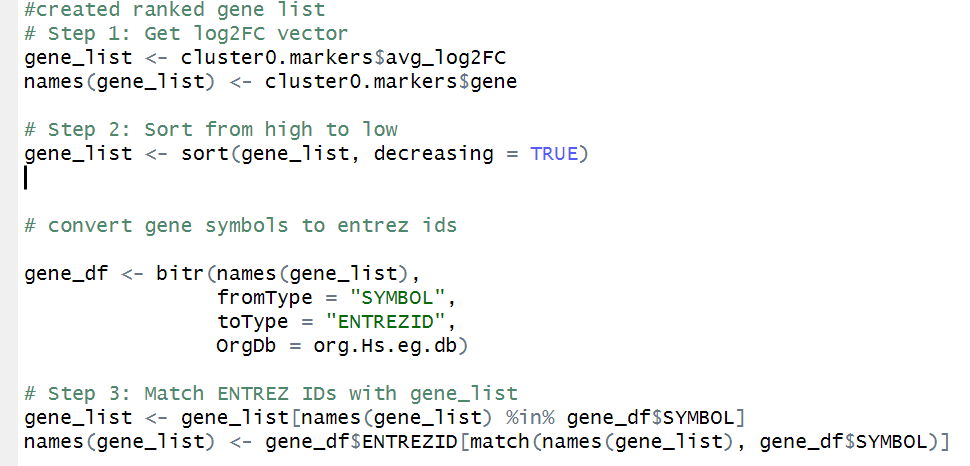 #created ranked gene list
# Step 1: Get log2FC vector
gene_list <- cluster0.markers$avg_log2FC
names(gene_list) <- cluster0.markers$gene
# Step 2: Sort from high to low
gene_list <- sort(gene_list, decreasing = TRUE)
# convert gene symbols to entrez ids
gene_df <- bitr(names(gene_list),
fromType = "SYMBOL",
toType = "ENTREZID",
OrgDb = org.Hs.eg.db)
# Step 3: Match ENTREZ IDs with gene_list
gene_list <- gene_list[names(gene_list) %in% gene_df$SYMBOL]
names(gene_list) <- gene_df$ENTREZID[match(names(gene_list), gene_df$SYMBOL)]